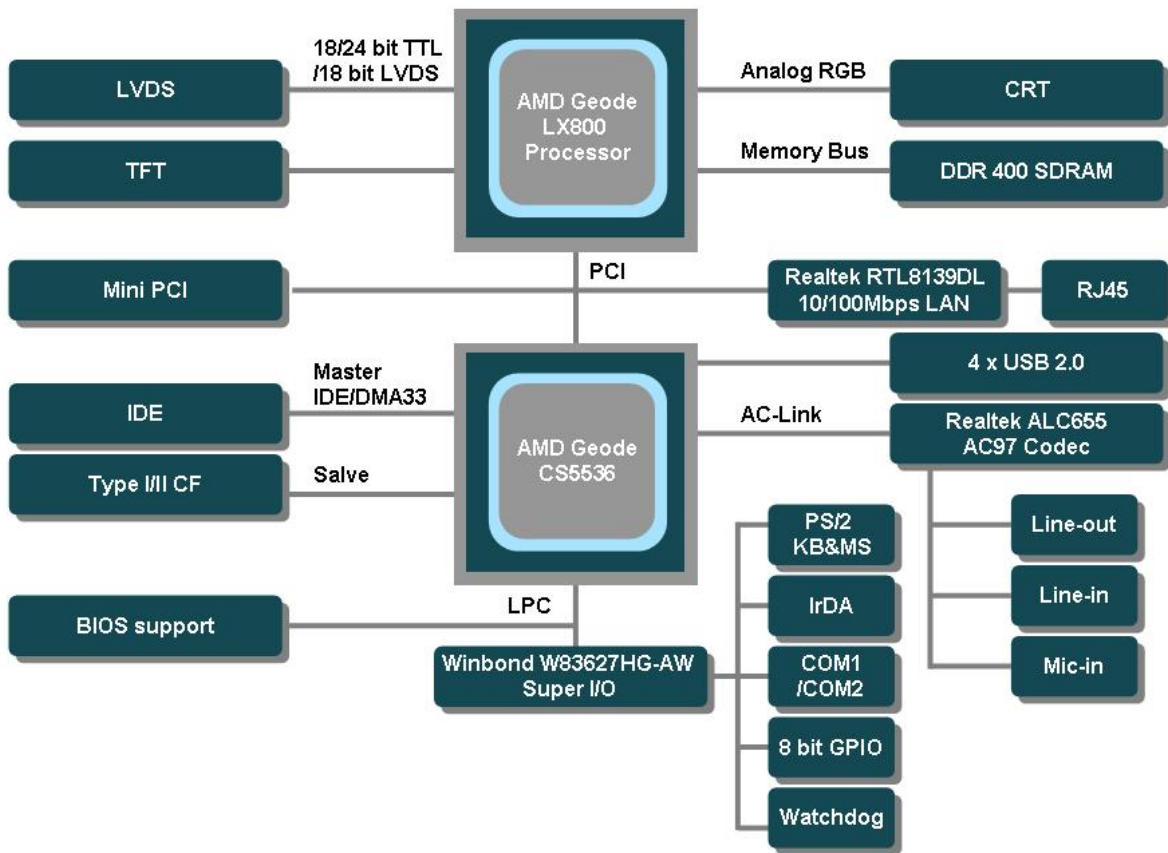 18/24 bit TTL
/18 bit LVDS
LVDS
TFT
AMD Geode
LX800
Processor
Analog RGB
CRT
Memory Bus
DDR 400 SDRAM
PCI
Mini PCI
Realtek RTL8139DL
10/100Mbps LAN
RJ45
Master
IDE/DMA33
IDE
Type I/II CF
Salve
AMD Geode
CS5536
4 x USB 2.0
AC-Link
Realtek ALC655
AC97 Codec
Line-out
Line-in
Mic-in
LPC
BIOS support
Winbond W83627HG-AW
Super I/O
PS/2
KB&MS
IrDA
COM1
/COM2
8 bit GPIO
Watchdog